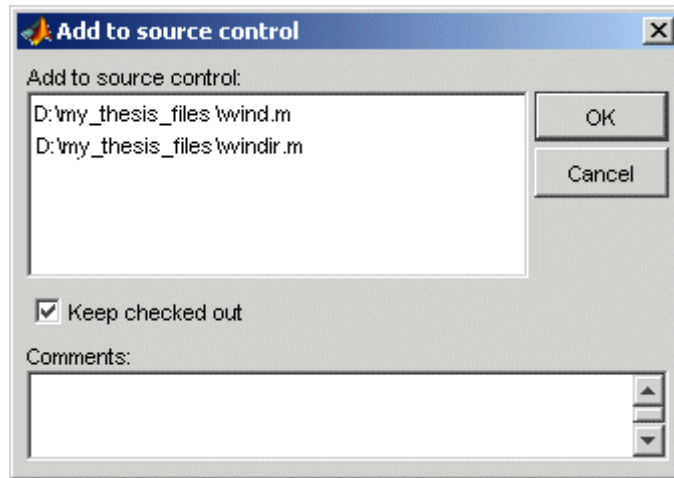 Add to source control
Add to source control:
D:\my_thesis_files\wind.m
D:\my_thesis_files\windir.m
OK
Cancel
Keep checked out
Comments: